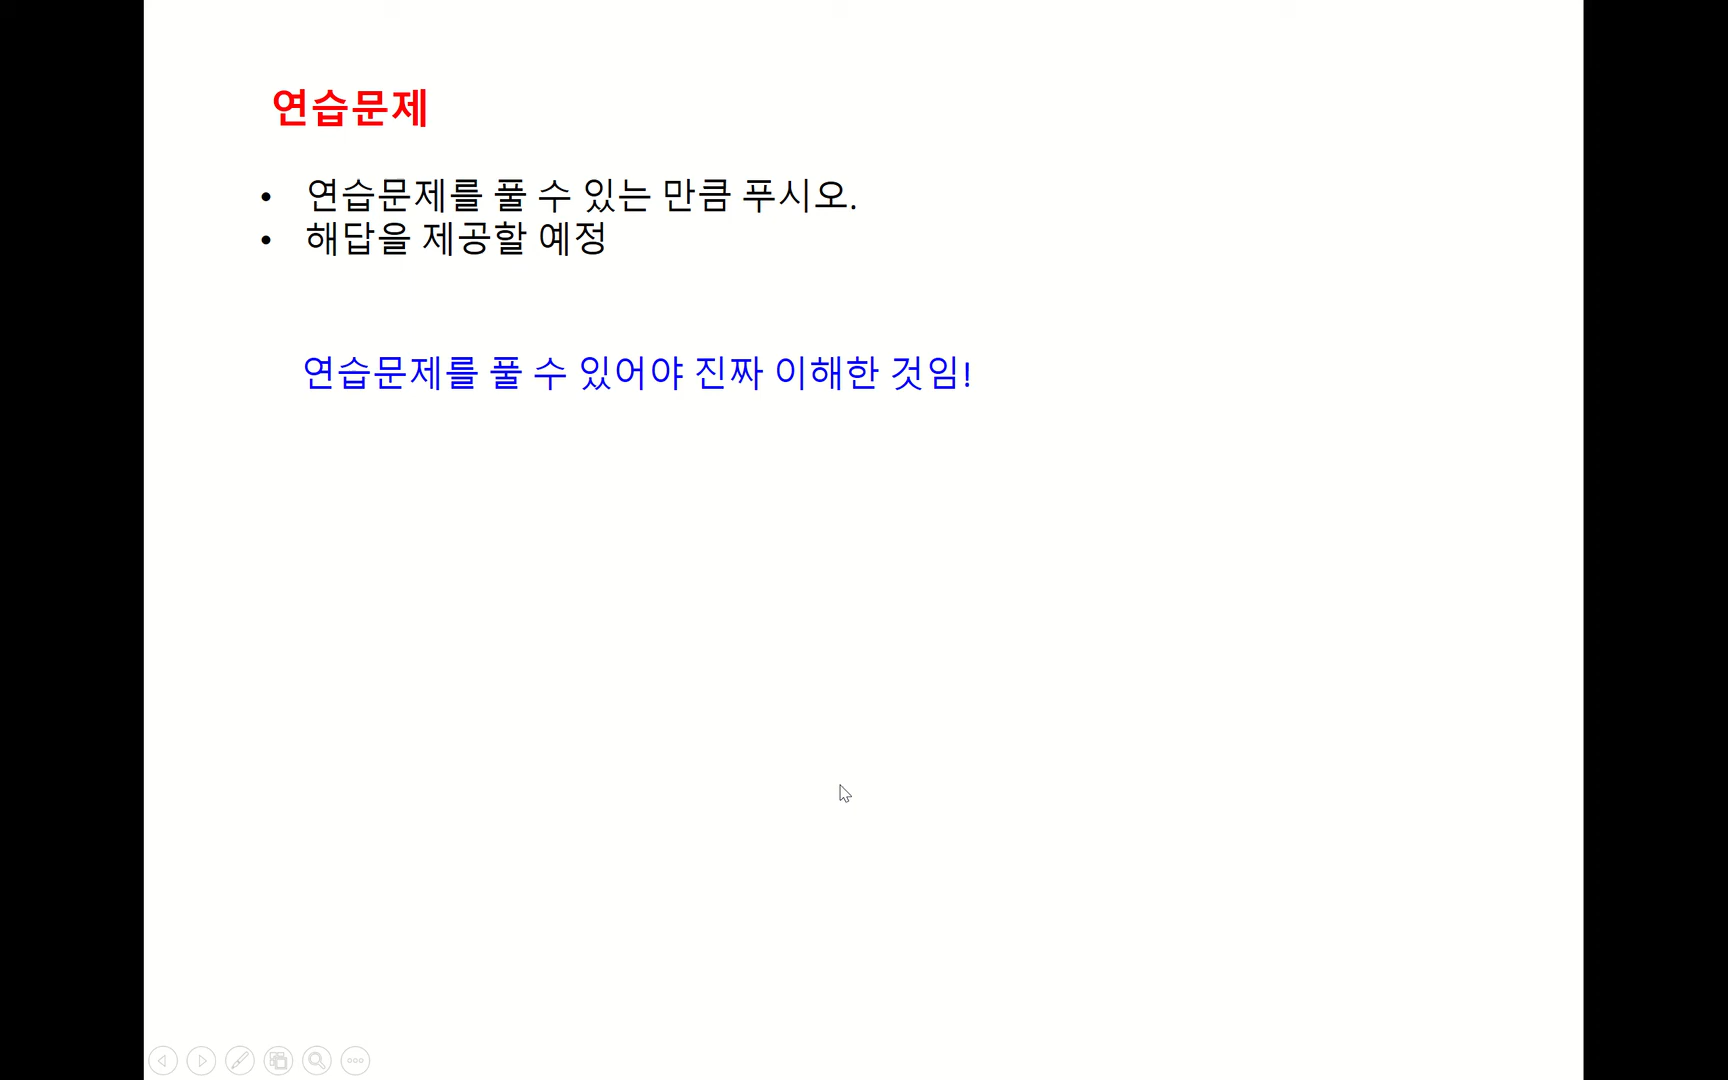 연습문제
• 연습문제를 풀 수 있는 만큼 푸시오.
• 해답을 제공할 예정
연습문제를 풀 수 있어야 진짜 이해한 것임!